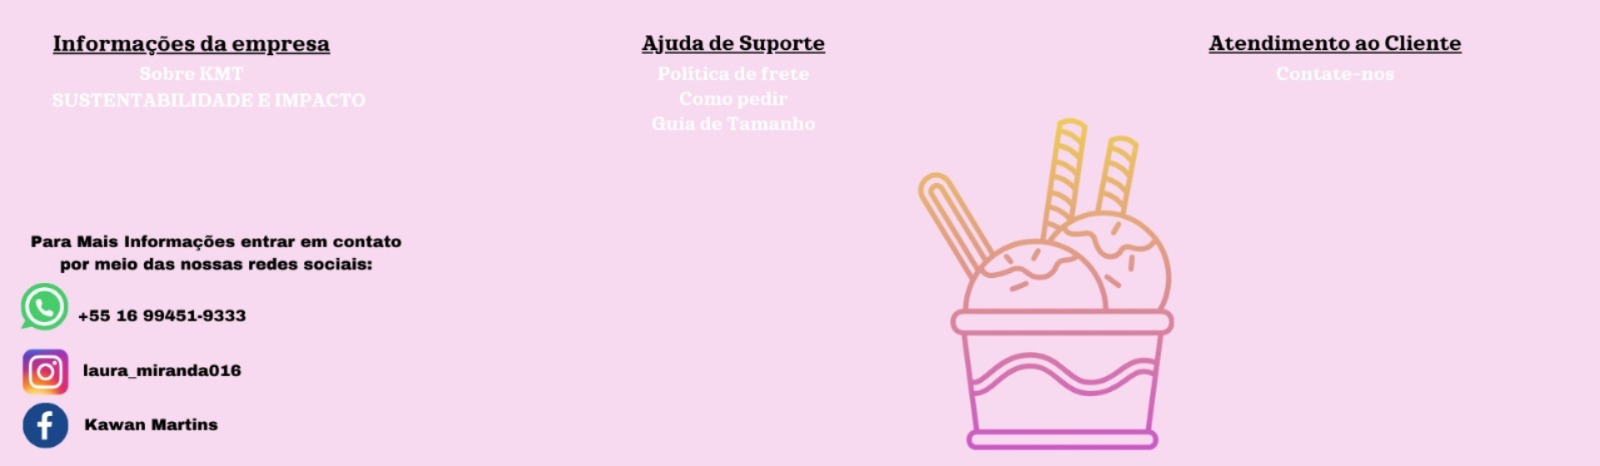 Informações da empresa
Sobre KMT
SUSTENTABILIDADE E IMPACTO
Ajuda de Suporte
Política de frete
Como pedir
Guia de Tamanho
Atendimento ao Cliente
Contate-nos
Para Mais Informações entrar em contato
por meio das nossas redes sociais:
+55 16 99451-9333
laura_miranda016
Kawan Martins